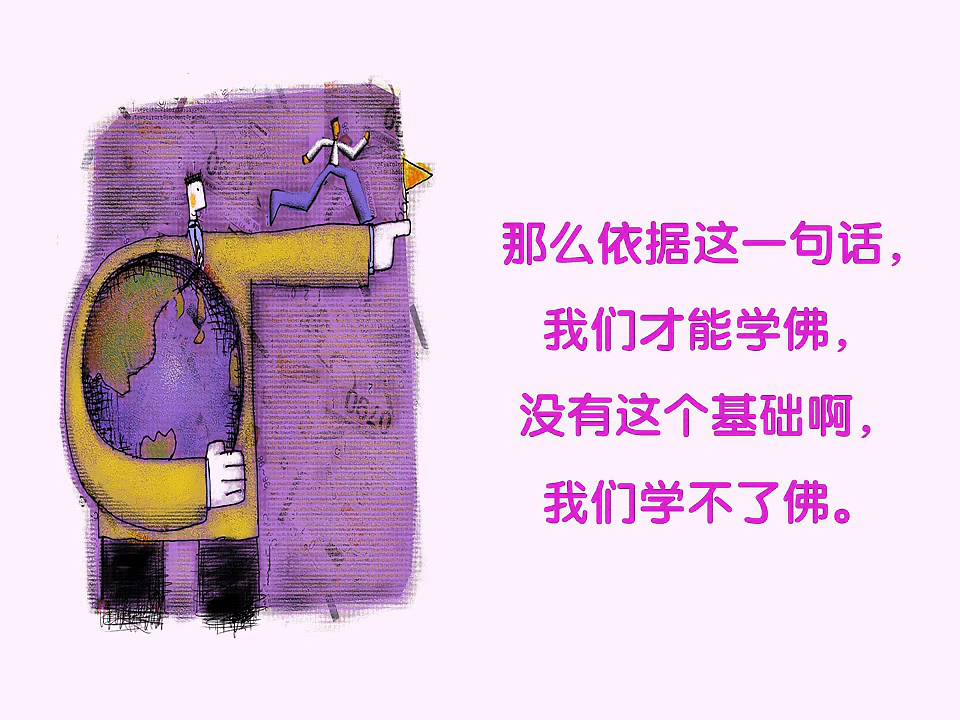 那么依据这一句话，
我们才能学佛，
没有这个基础啊，
我们学不了佛。